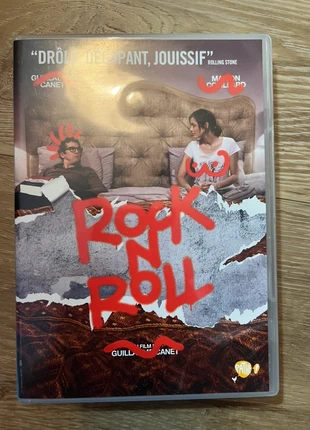 "DRÔLE, DÉCAPANT, JOUISSIF"
ROLLING STONE
GUILLAUME MARION
CANET COTILLARD
ROCK
N
ROLL
UN FILM DE
GUILLAUME CANET